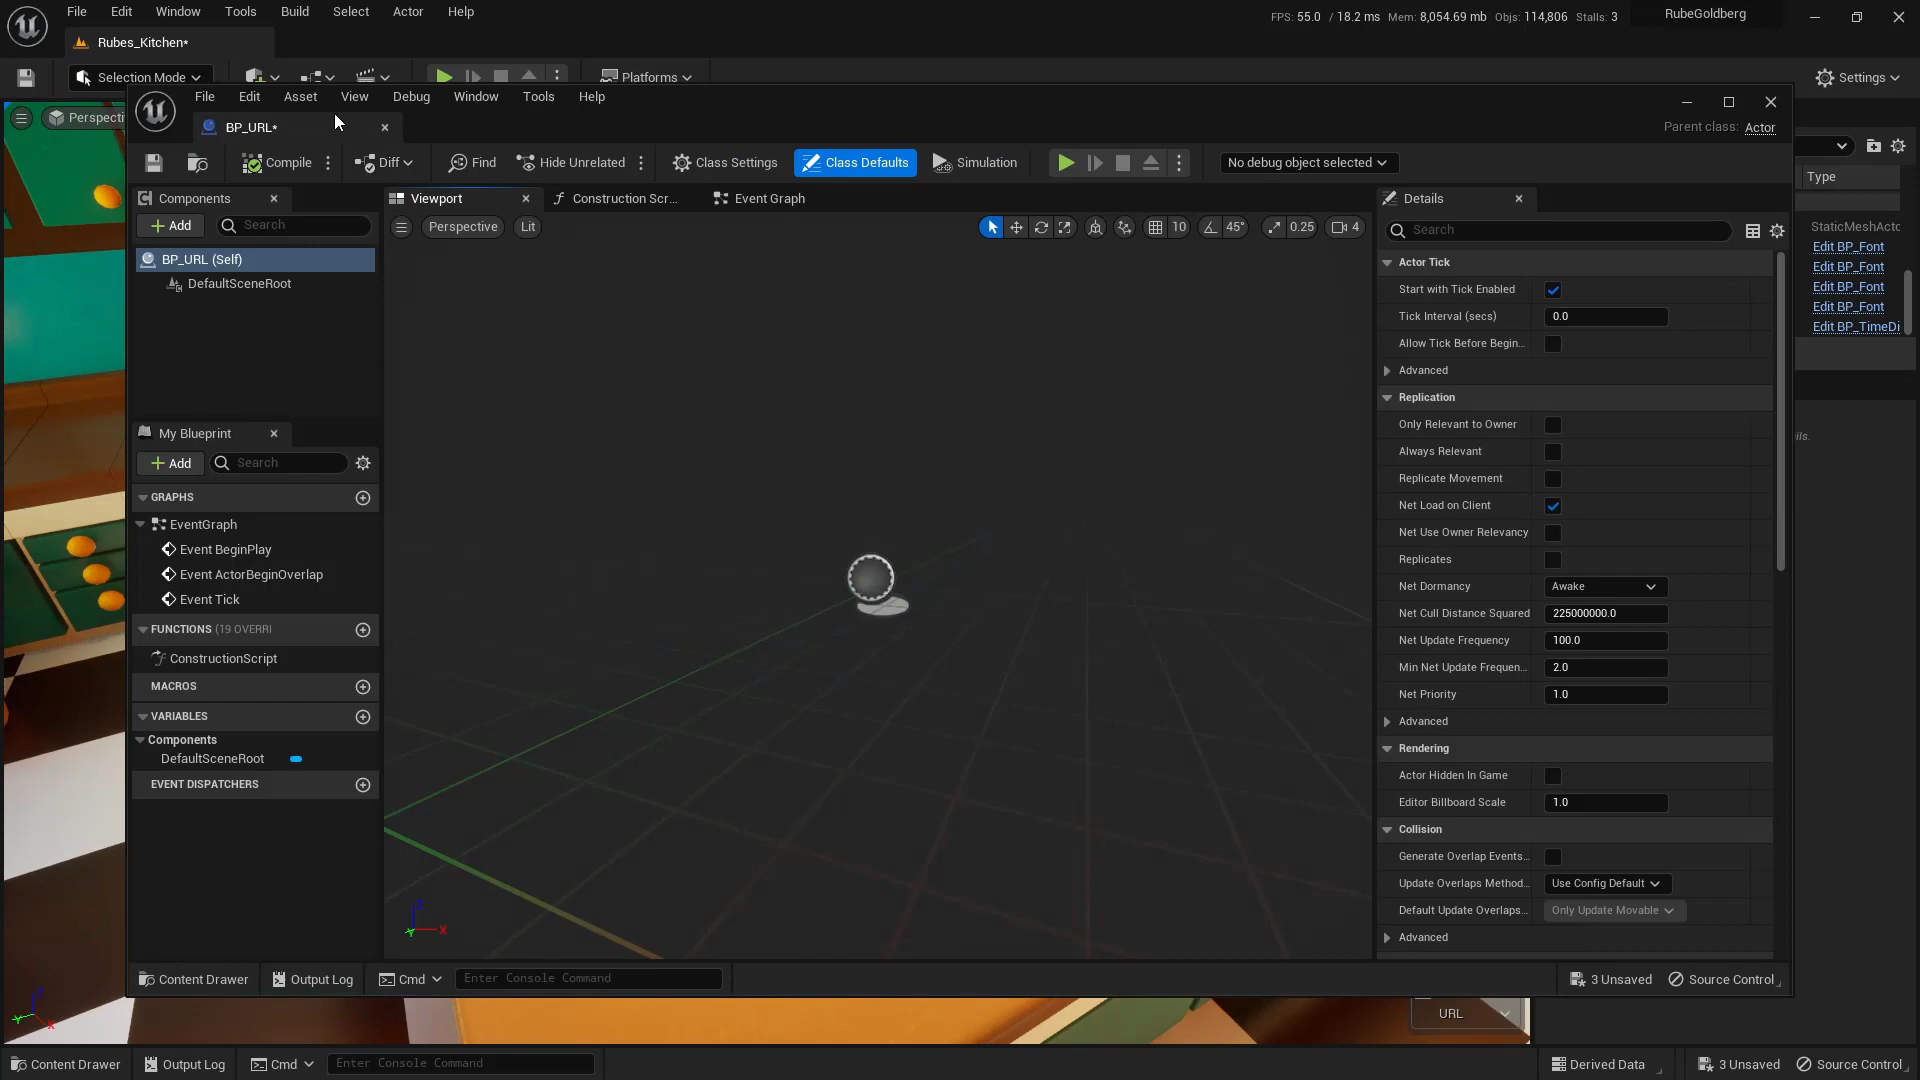 File Edit Window Tools Build Select Actor Help
FPS: 55.0 / 18.2 ms Mem: 8,054.69 mb Objs: 114,806 Stalls: 3 RubeGoldberg
Rubes_Kitchen*
Selection Mode Platforms Settings
File Edit Asset View Debug Window Tools Help
BP_URL*
Parent class: Actor
Compile Diff Find Hide Unrelated Class Settings Class Defaults Simulation No debug object selected
Perspecti
Type
Components Viewport Construction Scr... Event Graph Details
Add Search Perspective Lit 10 45° 0.25 4 Search
StaticMeshActo
Edit BP_Font
Edit BP_Font
Edit BP_Font
Edit BP_Font
Edit BP_TimeDi
BP_URL (Self)
DefaultSceneRoot
My Blueprint
Add Search
GRAPHS
EventGraph
Event BeginPlay
Event ActorBeginOverlap
Event Tick
FUNCTIONS (19 OVERRI
ConstructionScript
MACROS
VARIABLES
Components
DefaultSceneRoot
EVENT DISPATCHERS
Z
Y X
Actor Tick
Start with Tick Enabled
Tick Interval (secs) 0.0
Allow Tick Before Begin...
Advanced
Replication
Only Relevant to Owner
Always Relevant
Replicate Movement
Net Load on Client
Net Use Owner Relevancy
Replicates
Net Dormancy Awake
Net Cull Distance Squared 225000000.0
Net Update Frequency 100.0
Min Net Update Frequen... 2.0
Net Priority 1.0
Advanced
Rendering
Actor Hidden In Game
Editor Billboard Scale 1.0
Collision
Generate Overlap Events...
Update Overlaps Method... Use Config Default
Default Update Overlaps... Only Update Movable
Advanced
ils.
Content Drawer Output Log Cmd Enter Console Command 3 Unsaved Source Control
Z
Y X
URL
Content Drawer Output Log Cmd Enter Console Command Derived Data 3 Unsaved Source Control